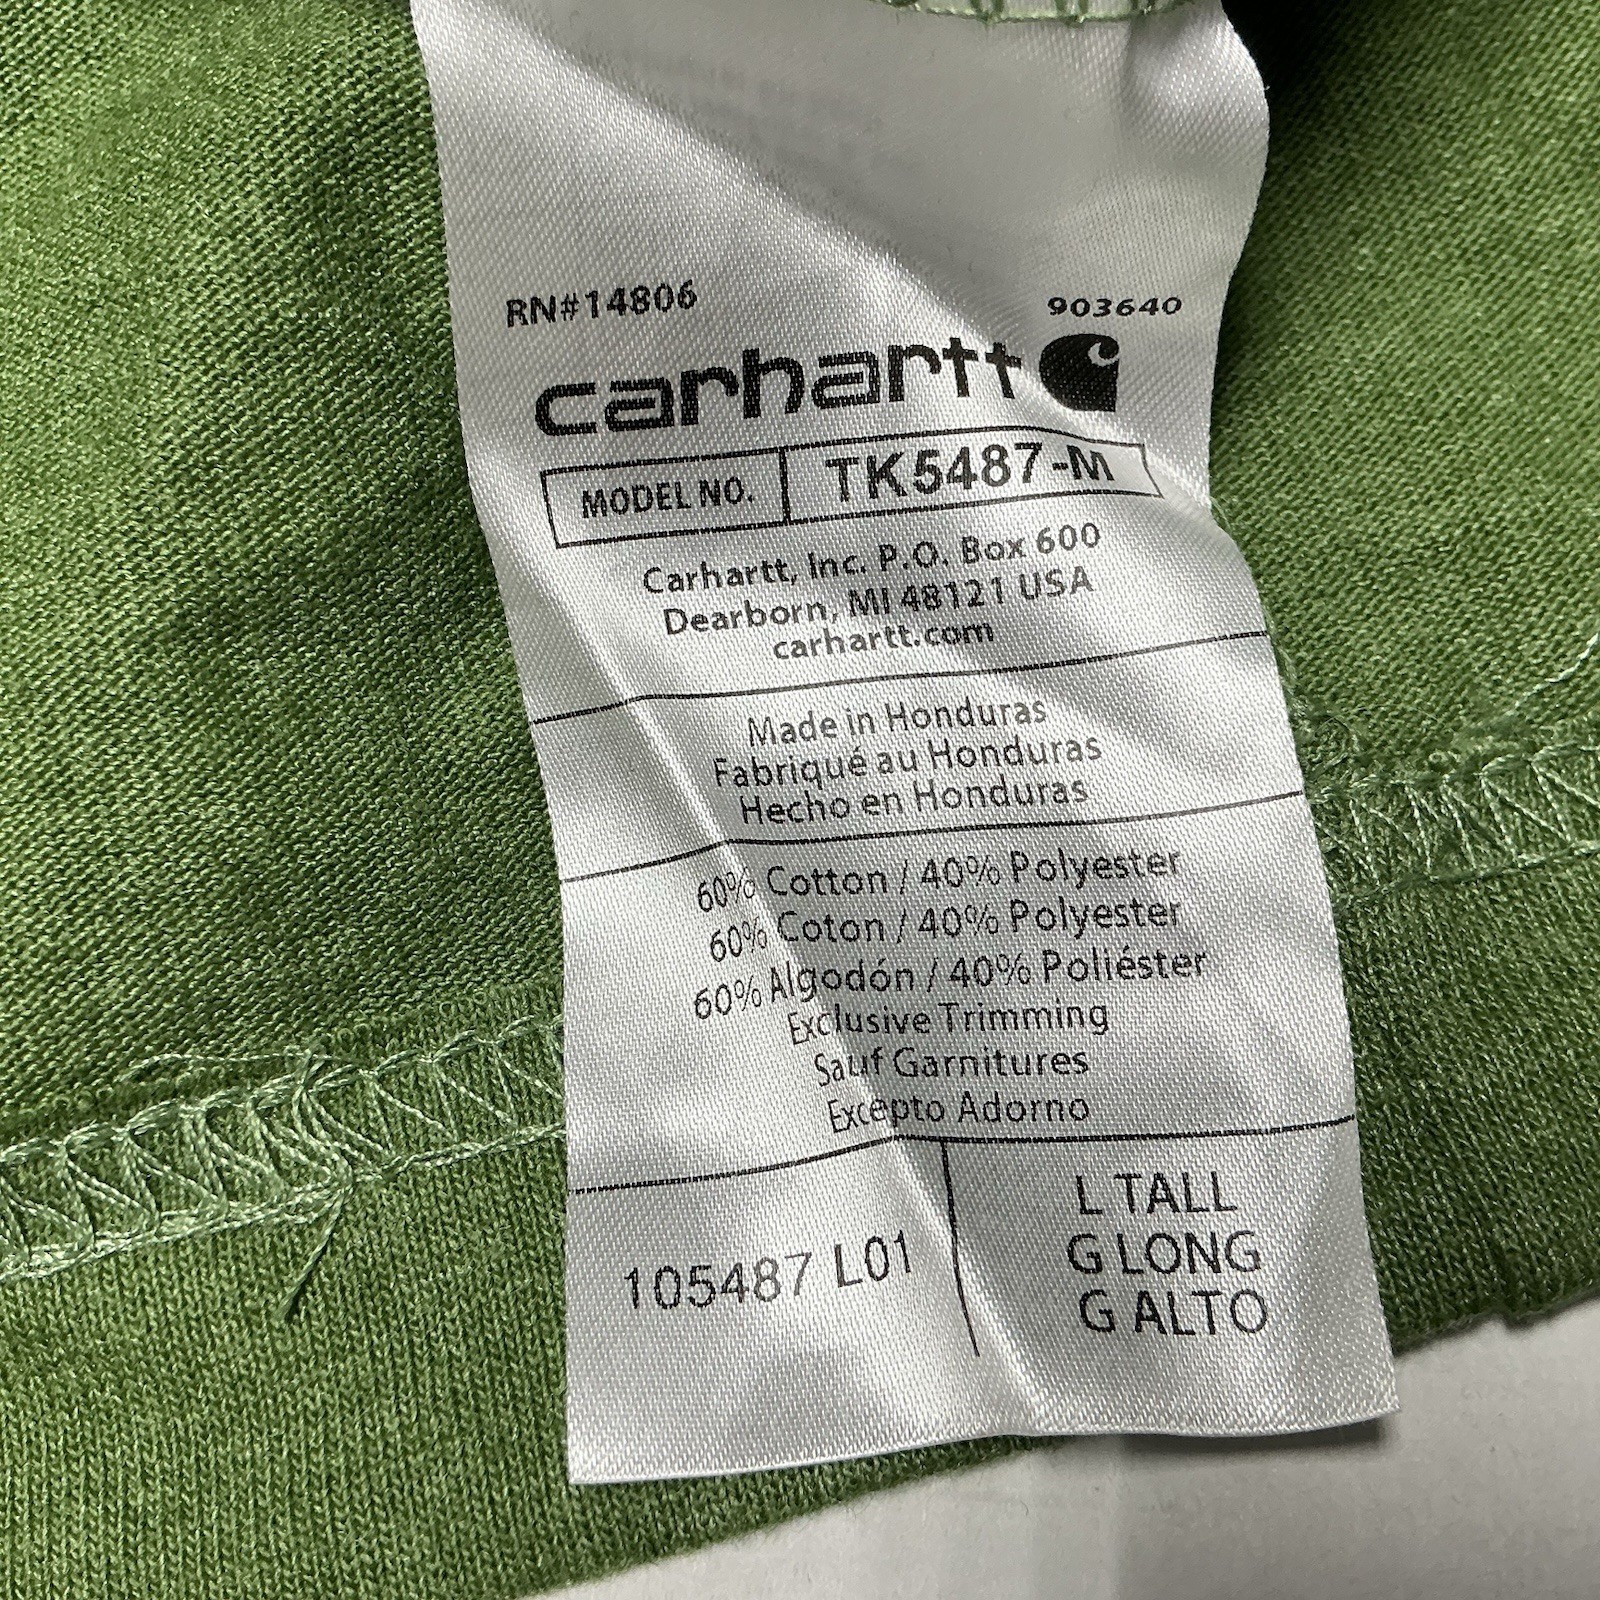 RN#14806 903640
carhartt
MODEL NO. TK5487-M
Carhartt, Inc. P.O. Box 600
Dearborn, MI 48121 USA
carhartt.com
Made in Honduras
Fabriqué au Honduras
Hecho en Honduras
60% Cotton / 40% Polyester
60% Coton / 40% Polyester
60% Algodón / 40% Poliéster
Exclusive Trimming
Sauf Garnitures
Excepto Adorno
105487 L01
L TALL
G LONG
G ALTO